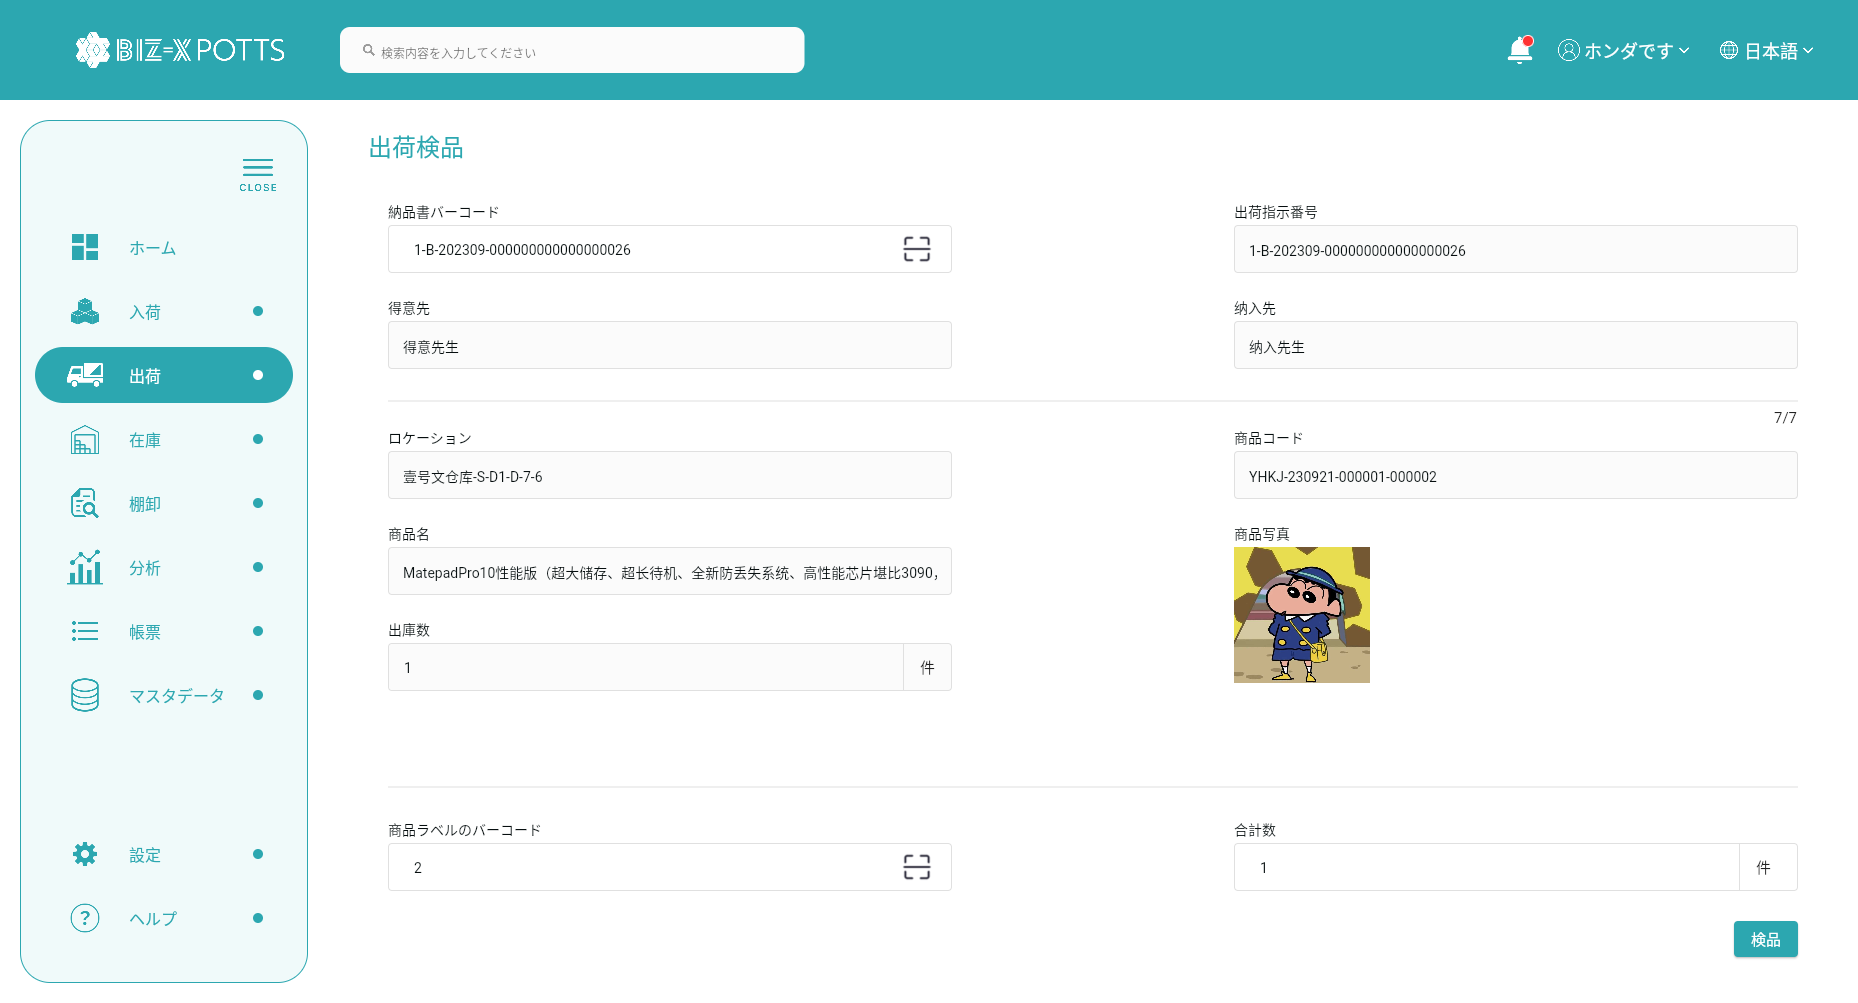 BIZ=X POTTS
検索内容を入力してください
ホンダです
日本語
CLOSE
ホーム
入荷
出荷
在庫
棚卸
分析
帳票
マスタデータ
設定
? ヘルプ
出荷検品
納品書バーコード
1-B-202309-000000000000000026
出荷指示番号
1-B-202309-000000000000000026
得意先
得意先生
納入先
纳入先生
7/7
ロケーション
壹号文仓库-S-D1-D-7-6
商品コード
YHKJ-230921-000001-000002
商品名
MatepadPro10性能版（超大储存、超长待机、全新防丢失系统、高性能芯片堪比3090，
商品写真
出庫数
1 件
商品ラベルのバーコード
2
合計数
1 件
検品